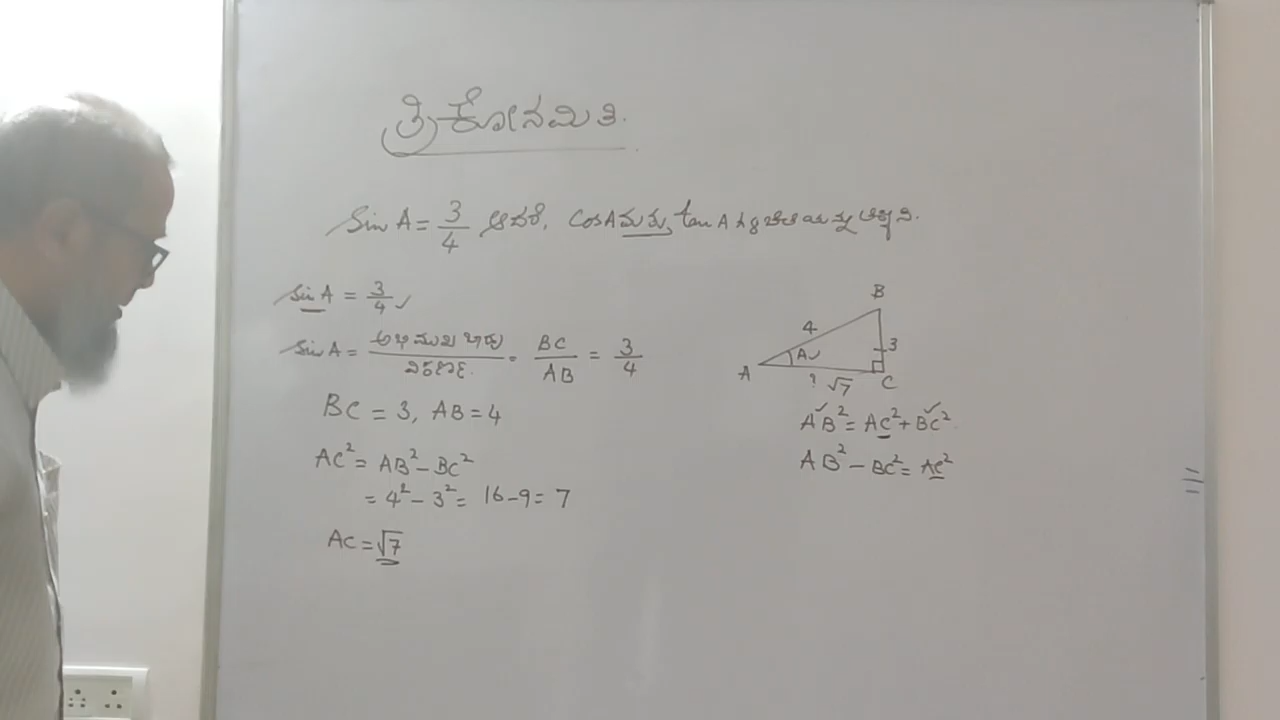 ತ್ರಿಕೋನಮಿತಿ.
Sin A = 3/4 ಆದರೆ, Cos A ಮತ್ತು tan A
Sin A = 3/4 ✓
Sin A = ಅಭಿಮುಖ ಬಾಹು/ವಿಕರ್ಣ = BC/AB = 3/4
BC = 3, AB = 4
AC² = AB² – BC²
= 4² – 3² = 16 – 9 = 7
AC = √7
B
4
A
3
A
? √7
C
AB² = AC² + BC²
AB² – BC² = AC²